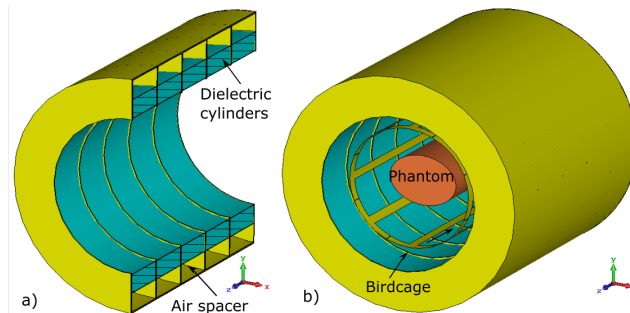 Dielectric
cylinders
Air spacer
a)
y
z
x
Phantom
Birdcage
b)
y
z